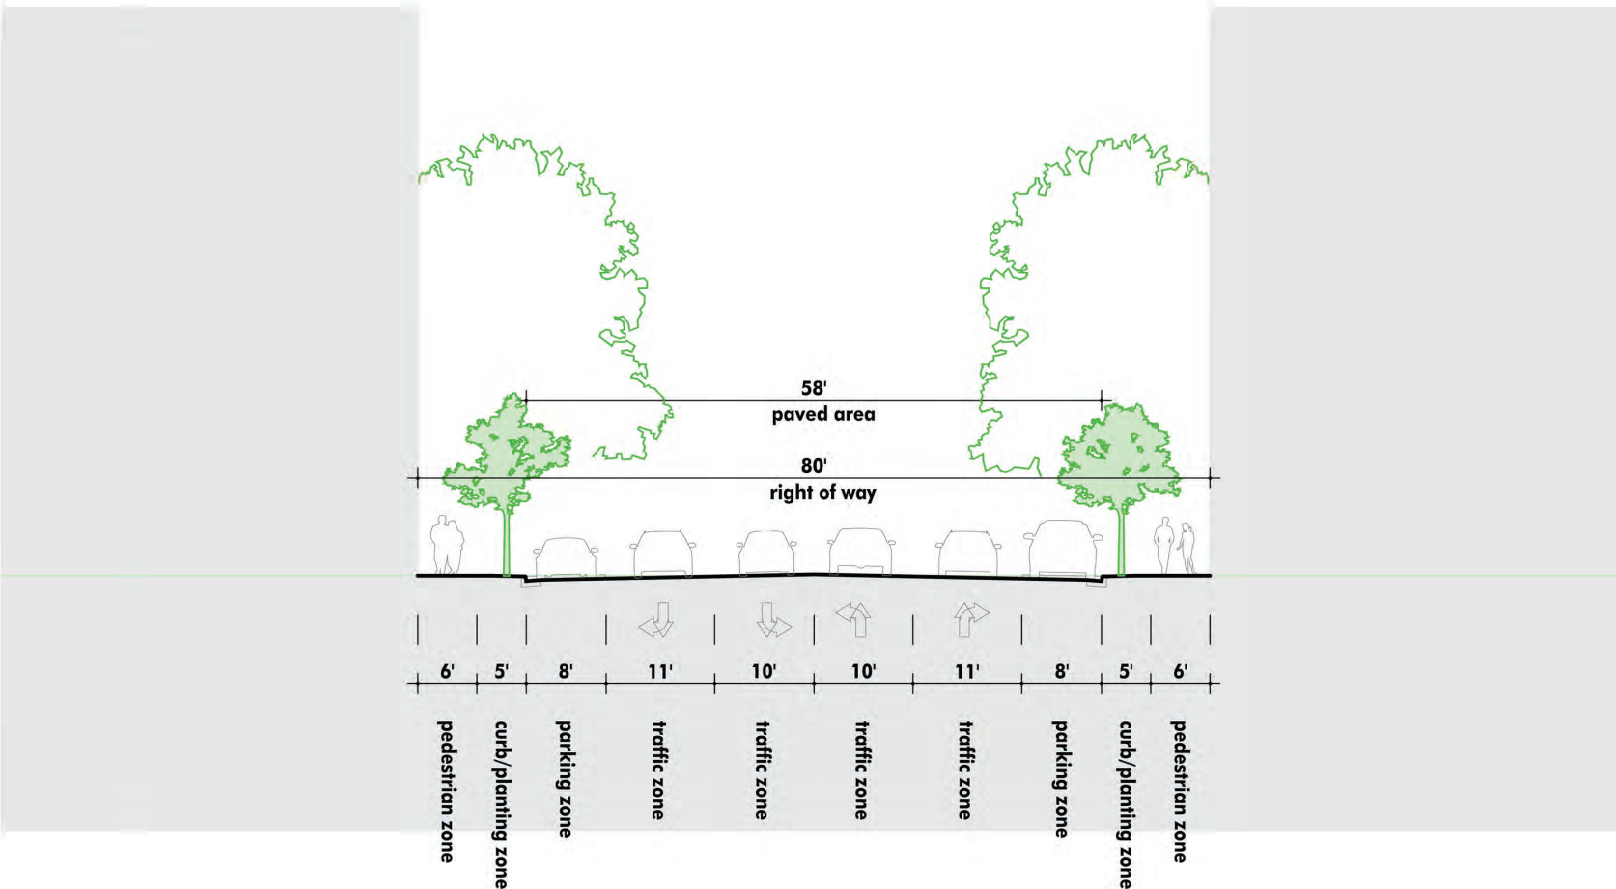 58'
paved area
80'
right of way
6' 5' 8' 11' 10' 10' 11' 8' 5' 6'
pedestrian zone
curb/planting zone
parking zone
traffic zone
traffic zone
traffic zone
traffic zone
parking zone
curb/planting zone
pedestrian zone